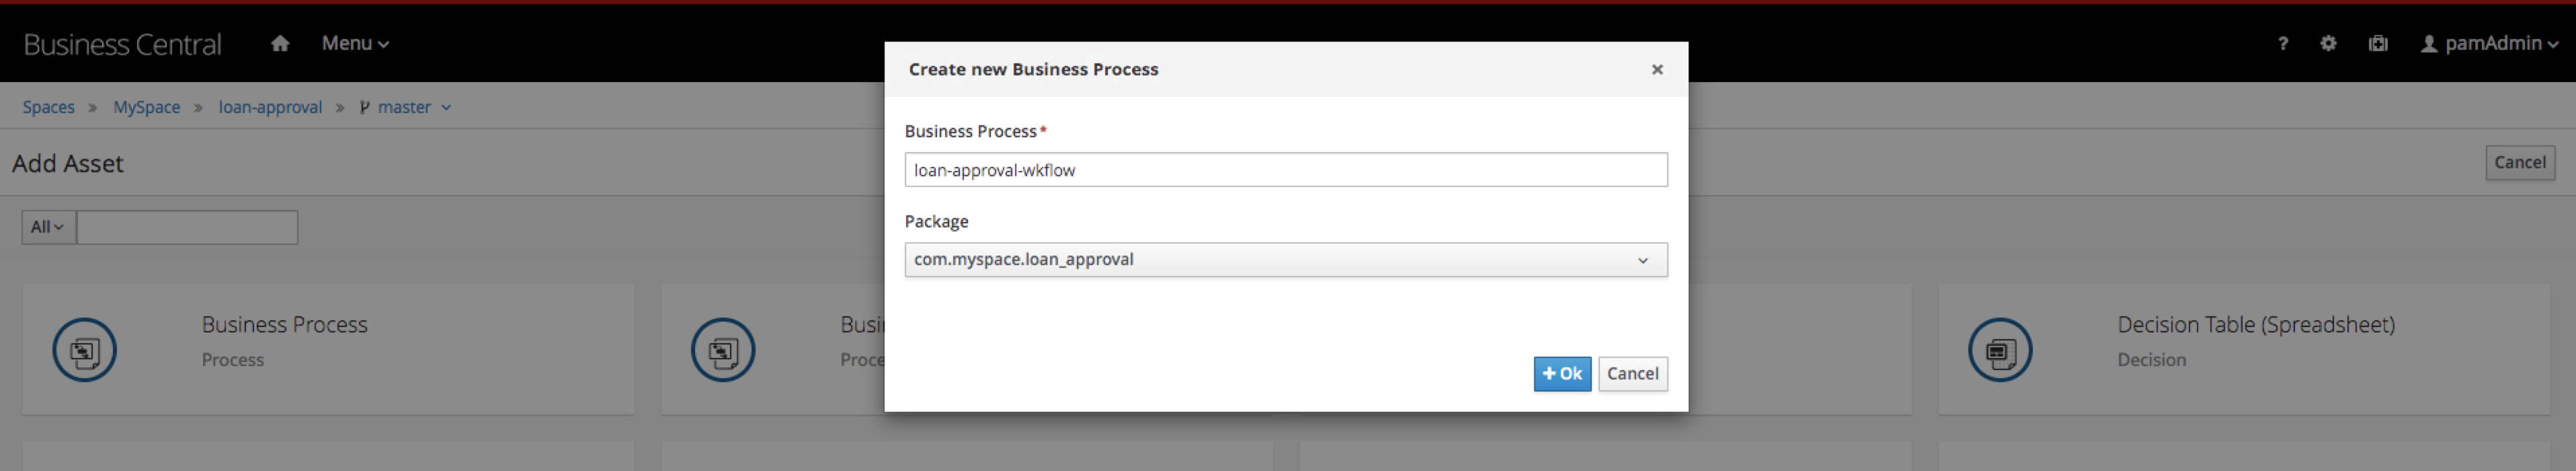 Business Central Menu ? pamAdmin
Create new Business Process ×
Spaces » MySpace » loan-approval » master
Business Process*
Add Asset
Cancel
loan-approval-wkflow
Package
All
com.myspace.loan_approval
Business Process
Process
Busi
Proce
Decision Table (Spreadsheet)
Decision
+ Ok Cancel